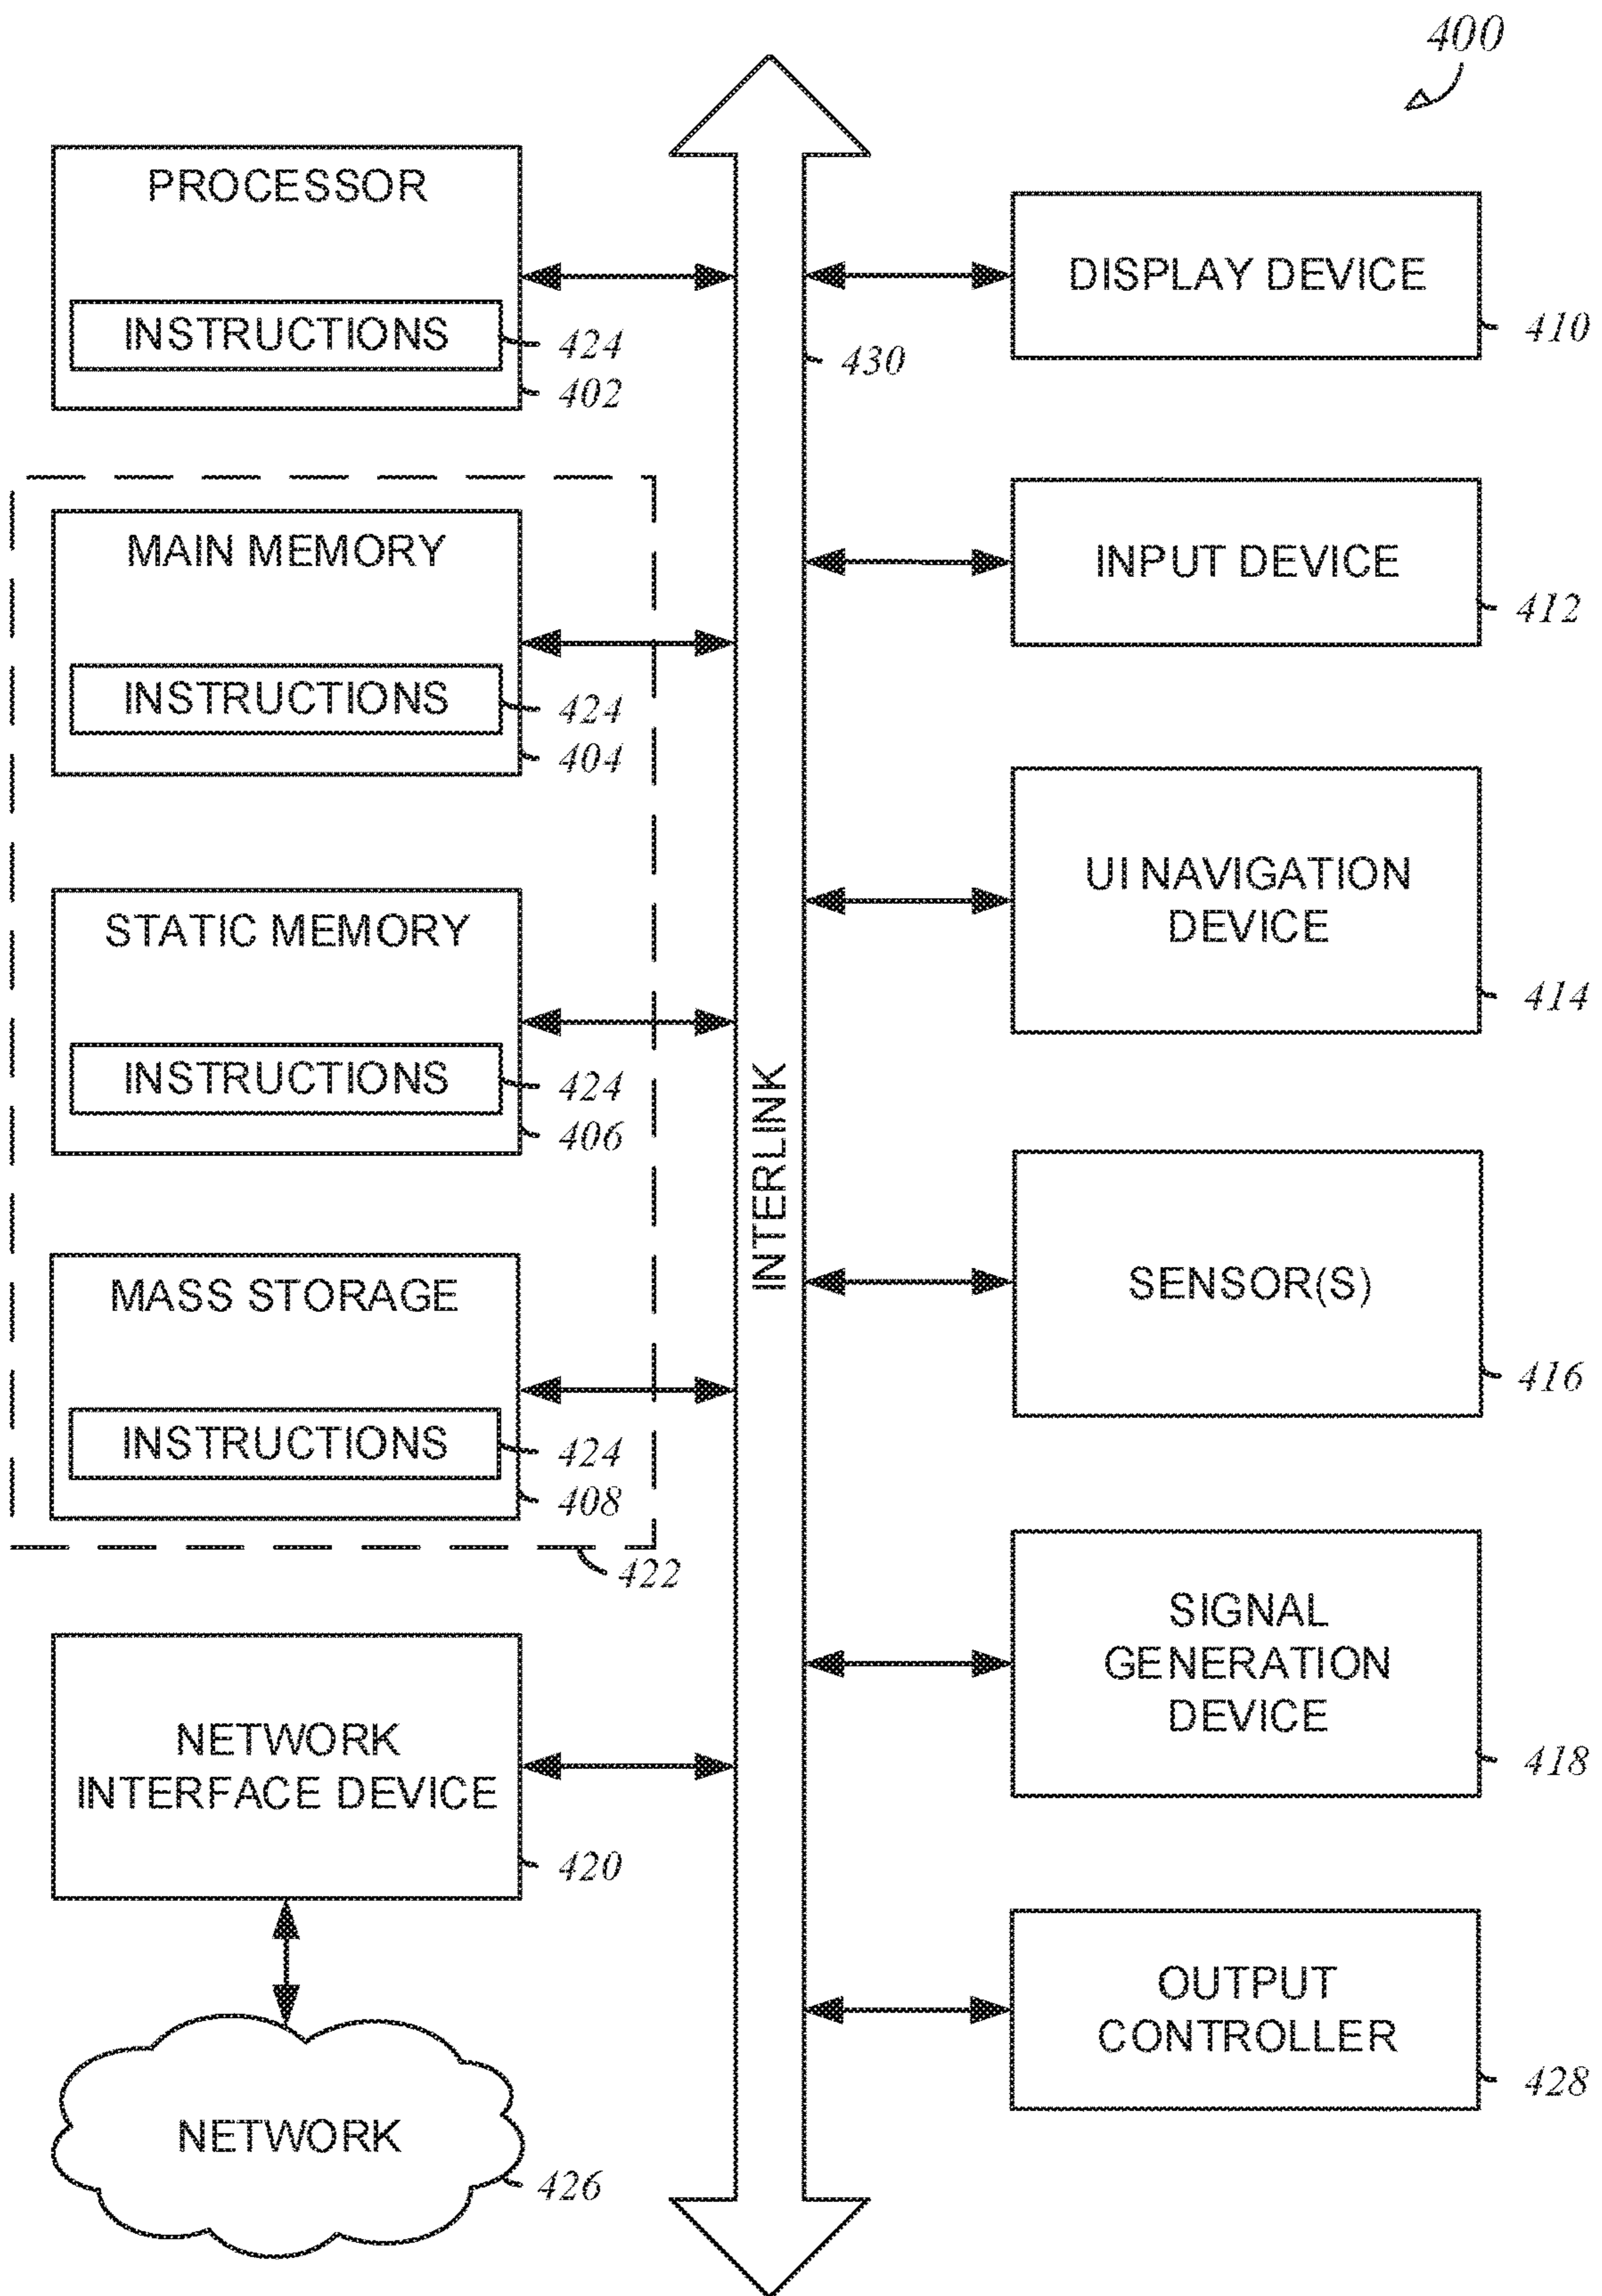 400
PROCESSOR
INSTRUCTIONS
424
402
MAIN MEMORY
INSTRUCTIONS
424
404
STATIC MEMORY
INSTRUCTIONS
424
406
MASS STORAGE
INSTRUCTIONS
424
408
422
NETWORK
INTERFACE DEVICE
420
NETWORK
426
INTERLINK
430
DISPLAY DEVICE
410
INPUT DEVICE
412
UI NAVIGATION
DEVICE
414
SENSOR(S)
416
SIGNAL
GENERATION
DEVICE
418
OUTPUT
CONTROLLER
428